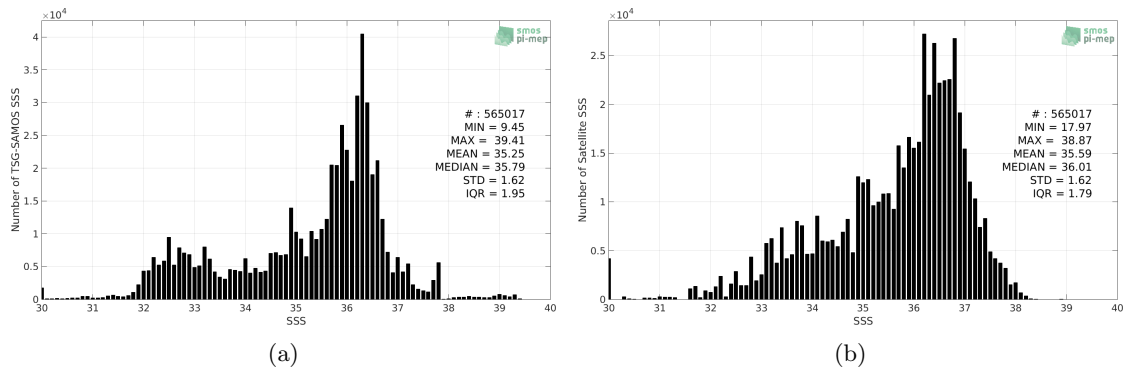 ×10⁴
4
3.5
3
2.5
2
1.5
1
0.5
0
30 31 32 33 34 35 36 37 38 39 40
SSS
Number of TSG-SAMOS SSS
smos
pi-mep
# : 565017
MIN = 9.45
MAX = 39.41
MEAN = 35.25
MEDIAN = 35.79
STD = 1.62
IQR = 1.95
(a)
×10⁴
2.5
2
1.5
1
0.5
0
30 31 32 33 34 35 36 37 38 39 40
SSS
Number of Satellite SSS
smos
pi-mep
# : 565017
MIN = 17.97
MAX = 38.87
MEAN = 35.59
MEDIAN = 36.01
STD = 1.62
IQR = 1.79
(b)